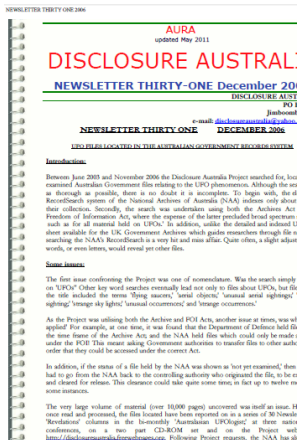 NEWSLETTER THIRTY ONE 2006
AURA
updated May 2011
DISCLOSURE AUSTRALI
NEWSLETTER THIRTY-ONE December 200
DISCLOSURE AUST
PO I
Jimboomb
e-mail: disclosureaustralia@yahoo.
NEWSLETTER THIRTY ONE DECEMBER 2006
UFO FILES LOCATED IN THE AUSTRALIAN GOVERNMENT RECORDS SYSTEM
Introduction:
Between June 2003 and November 2006 the Disclosure Australia Project searched for, loca
examined Australian Government files relating to the UFO phenomenon. Although the sea
as thorough as possible, there is no doubt it is incomplete. To begin with, the d
RecordSearch system of the National Archives of Australia (NAA) indexes only about
their collection. Secondly, the search was undertaken using both the Archives Act
Freedom of Information Act, where the expense of the latter precluded broad spectrum
such as for all material held on UFOs.' In addition, unlike the detailed and indexed U
sheet available for the UK Government Archives which guides researchers through file n
searching the NAA's RecordSearch is a very hit and miss affair. Quite often, a slight adjust
words, or even letters, would reveal yet other files.
Some issues:
The first issue confronting the Project was one of nomenclature. Was the search simply
on 'UFOs" Other key words searches eventually lead not only to files about UFOs, but file
the title included the terms 'flying saucers,' 'aerial objects,' 'unusual aerial sightings,'
sighting,' 'strange sky lights,' 'unusual occurrences,' and 'strange occurrences.'
As the Project was utilising both the Archive and FOI Acts, another issue at times, was wh
applied? For example, at one time, it was found that the Department of Defence held file
the time frame of the Archive Act; and the NAA held files which could only be made a
under the FOI! This meant asking Government authorities to transfer files to other autho
order that they could be accessed under the correct Act.
In addition, if the status of a file held by the NAA was shown as 'not yet examined,' then
had to go from the NAA back to the controlling authority who originated the file, to be ex
and cleared for release. This clearance could take quite some time; in fact up to twelve mo
some instances.
The very large volume of material (over 10,000 pages) uncovered was itself an issue. H
once read and processed, the files located have been reported on in a series of 30 Newsle
'Revelations' columns in the bi-monthly 'Australasian UFOlogist;' at three natio
conferences, on a two part CD-ROM set and on the Project web
http://disclosureaustralia.freewebpages.org. Following Project requests, the NAA has d